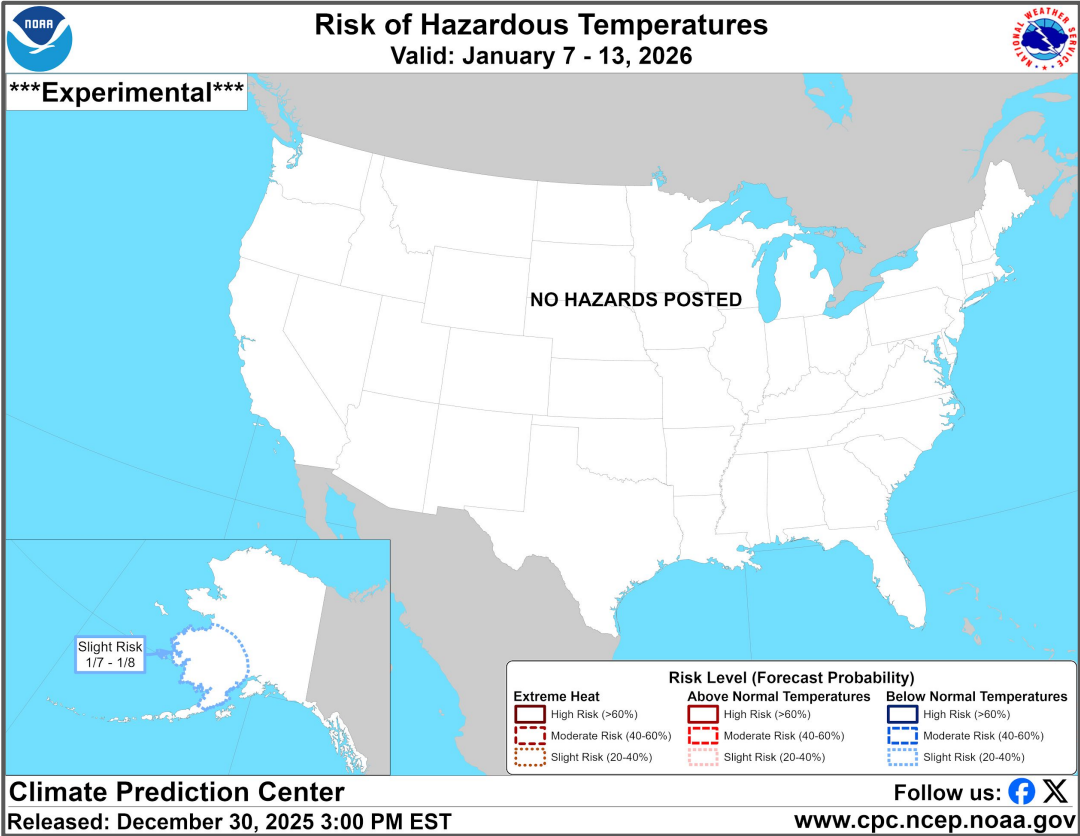 NOAA
Risk of Hazardous Temperatures
Valid: January 7 - 13, 2026
NATIONAL WEATHER SERVICE
***Experimental***
NO HAZARDS POSTED
Slight Risk
1/7 - 1/8
Risk Level (Forecast Probability)
Extreme Heat
High Risk (>60%)
Moderate Risk (40-60%)
Slight Risk (20-40%)
Above Normal Temperatures
High Risk (>60%)
Moderate Risk (40-60%)
Slight Risk (20-40%)
Below Normal Temperatures
High Risk (>60%)
Moderate Risk (40-60%)
Slight Risk (20-40%)
Climate Prediction Center
Follow us:
Released: December 30, 2025 3:00 PM EST
www.cpc.ncep.noaa.gov